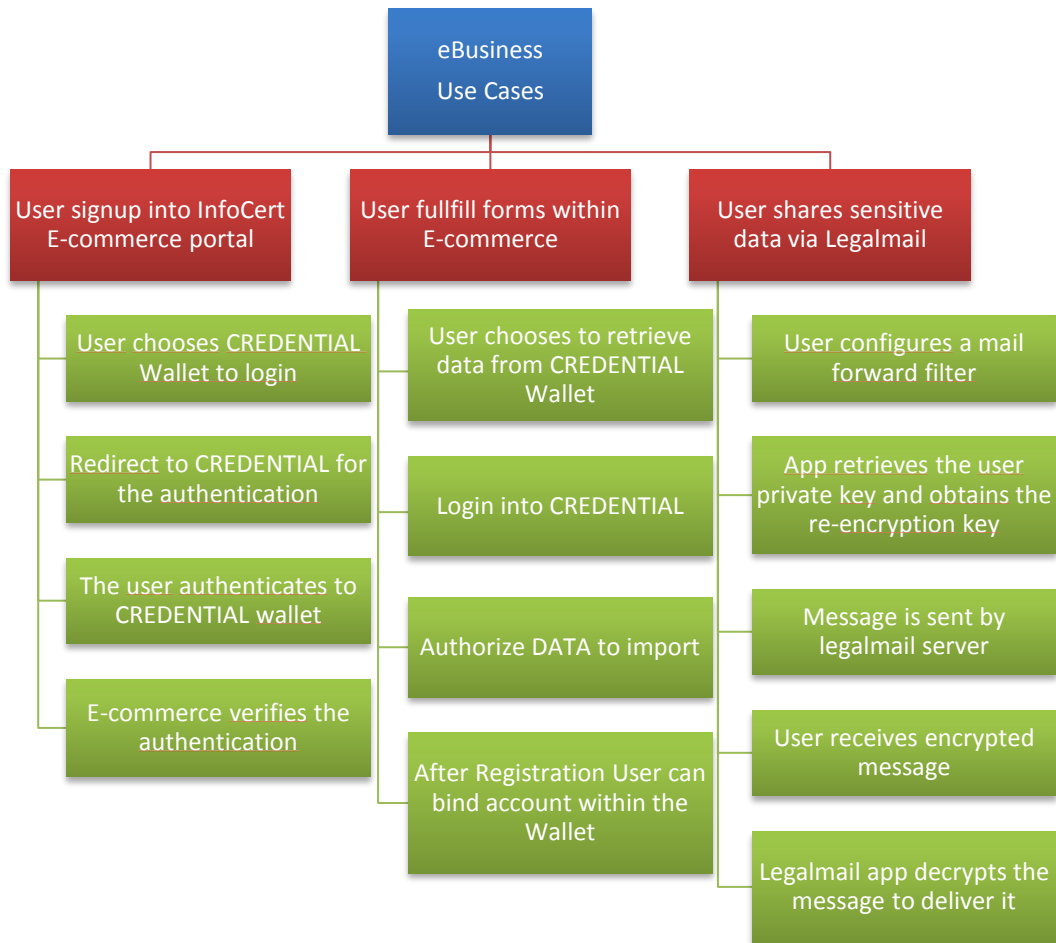 eBusiness
Use Cases
User signup into InfoCert
E-commerce portal
User chooses CREDENTIAL
Wallet to login
Redirect to CREDENTIAL for
the authentication
The user authenticates to
CREDENTIAL wallet
E-commerce verifies the
authentication
User fullfill forms within
E-commerce
User chooses to retrieve
data from CREDENTIAL
Wallet
Login into CREDENTIAL
Authorize DATA to import
After Registration User can
bind account within the
Wallet
User shares sensitive
data via Legalmail
User configures a mail
forward filter
App retrieves the user
private key and obtains the
re-encryption key
Message is sent by
legalmail server
User receives encrypted
message
Legalmail app decrypts the
message to deliver it